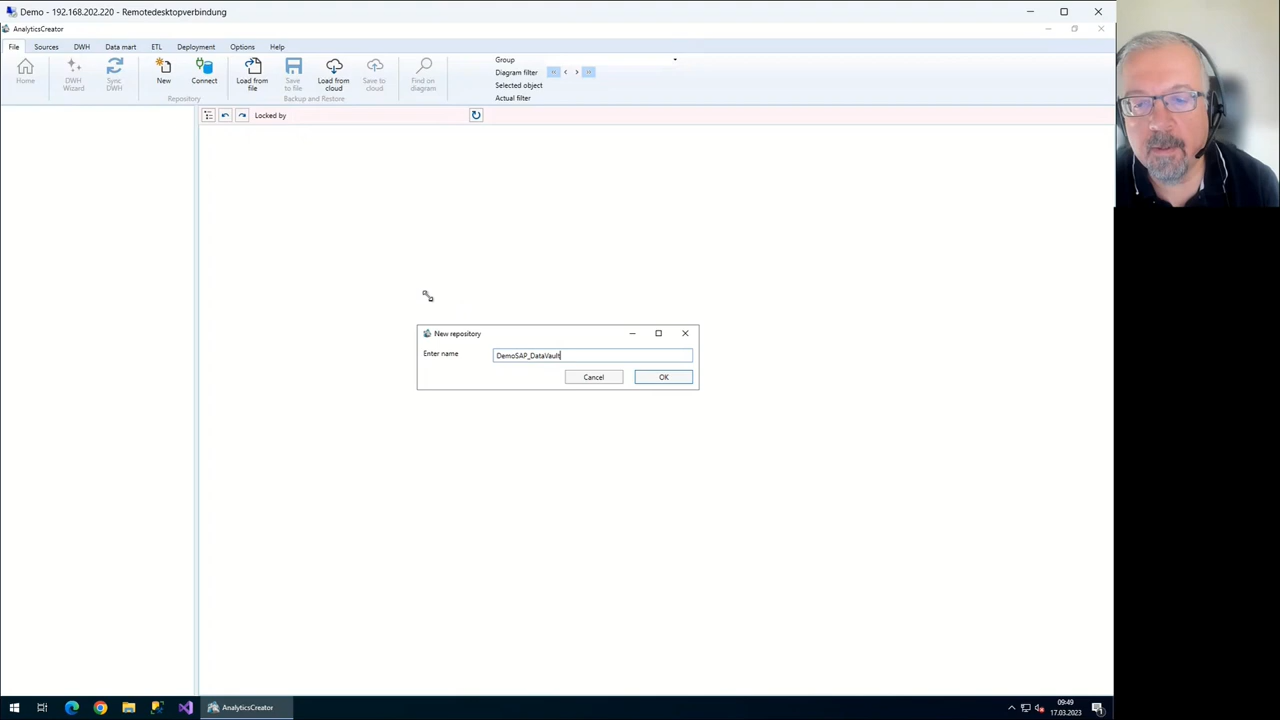 Demo - 192.168.202.220 - Remotedesktopverbindung
AnalyticsCreator
File Sources DWH Data mart ETL Deployment Options Help
Home
DWH
Wizard
Sync
DWH
New
Connect
Repository
Load from
file
Save
to file
Load from
cloud
Save to
cloud
Backup and Restore
Find on
diagram
Group
Diagram filter
Selected object
Actual filter
Locked by
New repository
Enter name DemoSAP_DataVault
Cancel OK
AnalyticsCreator
09:49
17.03.2023